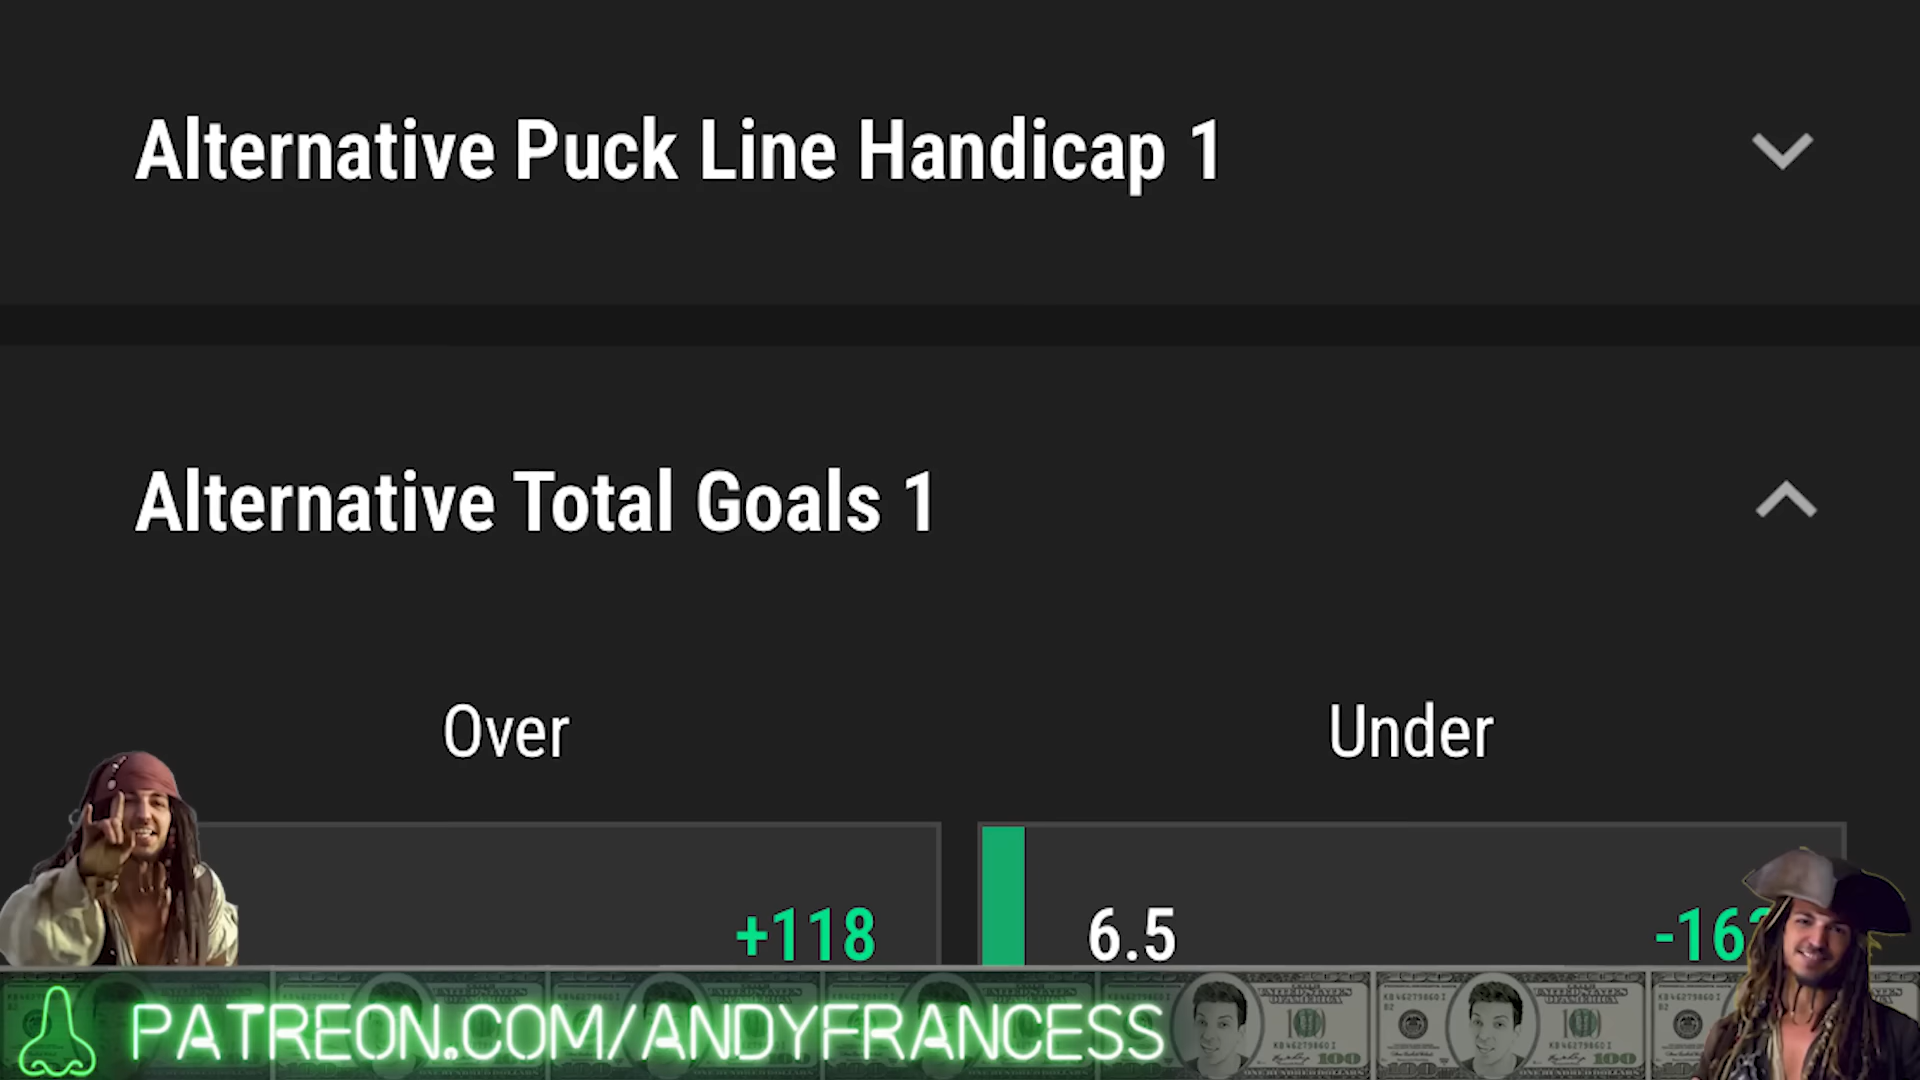 Alternative Puck Line Handicap 1
Alternative Total Goals 1
Over Under
+118 6.5
PATREON.COM/ANDYFRANCESS